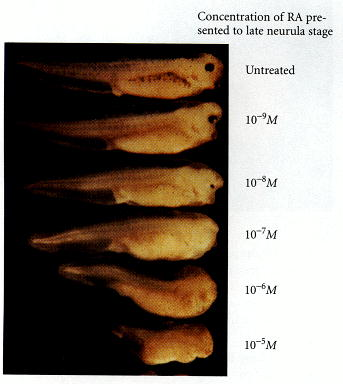 Concentration of RA pre-
sented to late neurula stage
Untreated
10⁻⁹M
10⁻⁸M
10⁻⁷M
10⁻⁶M
10⁻⁵M